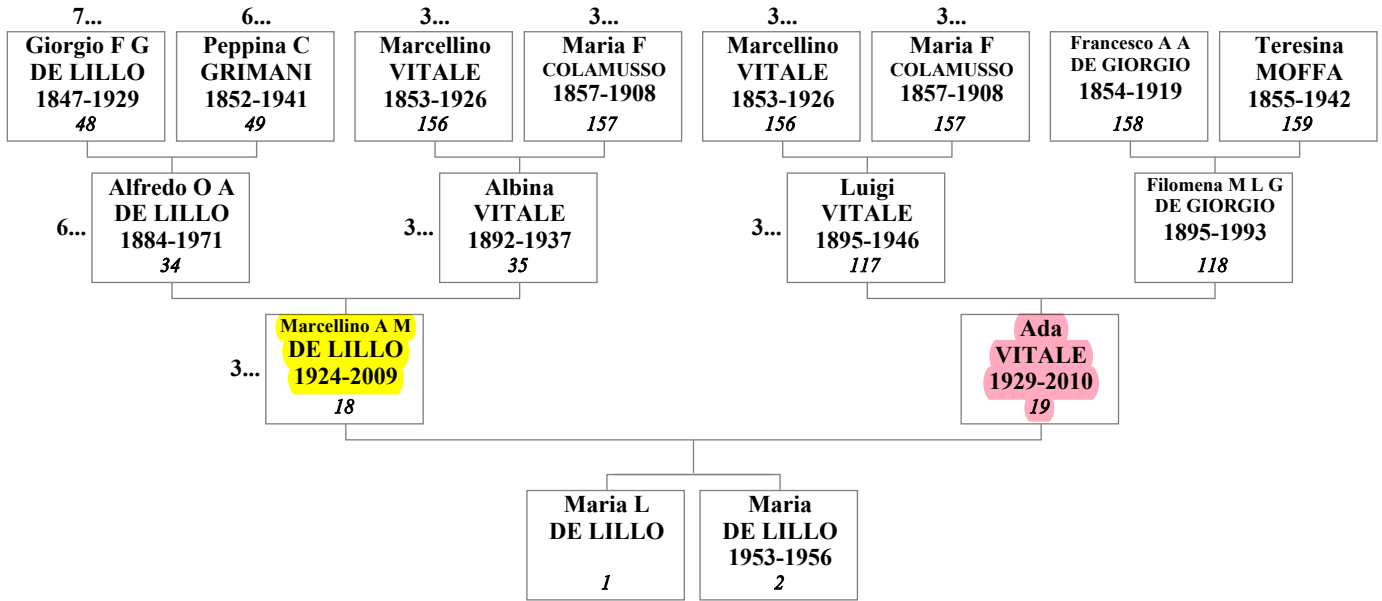 7...
6...
3...
3...
3...
3...
Giorgio F G
DE LILLO
1847-1929
48
Peppina C
GRIMANI
1852-1941
49
Marcellino
VITALE
1853-1926
156
Maria F
COLAMUSSO
1857-1908
157
Marcellino
VITALE
1853-1926
156
Maria F
COLAMUSSO
1857-1908
157
Francesco A A
DE GIORGIO
1854-1919
158
Teresina
MOFFA
1855-1942
159
6...
Alfredo O A
DE LILLO
1884-1971
34
3...
Albina
VITALE
1892-1937
35
3...
Luigi
VITALE
1895-1946
117
Filomena M L G
DE GIORGIO
1895-1993
118
3...
Marcellino A M
DE LILLO
1924-2009
18
Ada
VITALE
1929-2010
19
Maria L
DE LILLO
1
Maria
DE LILLO
1953-1956
2